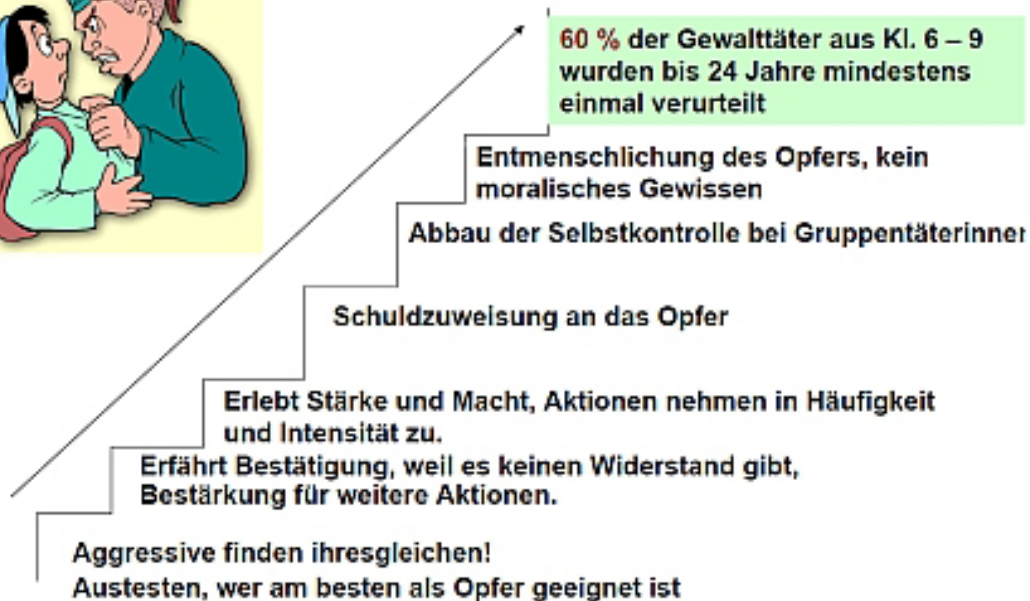 60 % der Gewalttäter aus Kl. 6 – 9
wurden bis 24 Jahre mindestens
einmal verurteilt
Entmenschlichung des Opfers, kein
moralisches Gewissen
Abbau der Selbstkontrolle bei Gruppentäterinnen
Schuldzuweisung an das Opfer
Erlebt Stärke und Macht, Aktionen nehmen in Häufigkeit
und Intensität zu.
Erfährt Bestätigung, weil es keinen Widerstand gibt,
Bestärkung für weitere Aktionen.
Aggressive finden ihresgleichen!
Austesten, wer am besten als Opfer geeignet ist